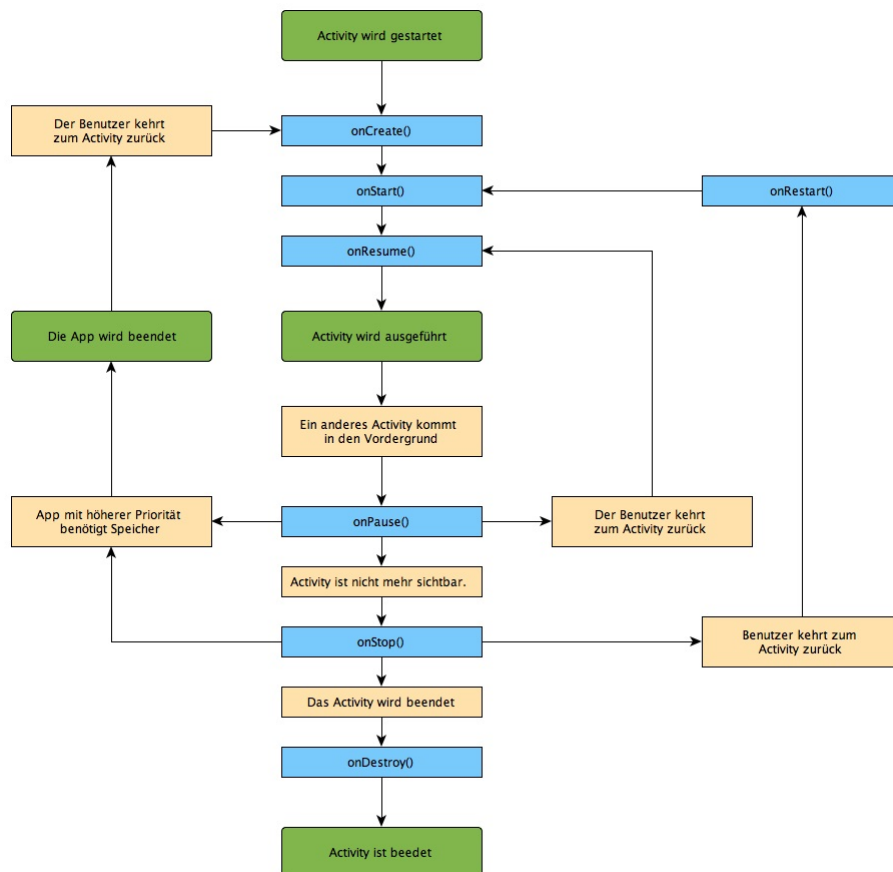 Activity wird gestartet
Der Benutzer kehrt
zum Activity zurück
onCreate()
onStart()
onRestart()
onResume()
Die App wird beendet
Activity wird ausgeführt
Ein anderes Activity kommt
in den Vordergrund
App mit höherer Priorität
benötigt Speicher
onPause()
Der Benutzer kehrt
zum Activity zurück
Activity ist nicht mehr sichtbar.
onStop()
Benutzer kehrt zum
Activity zurück
Das Activity wird beendet
onDestroy()
Activity ist beedet